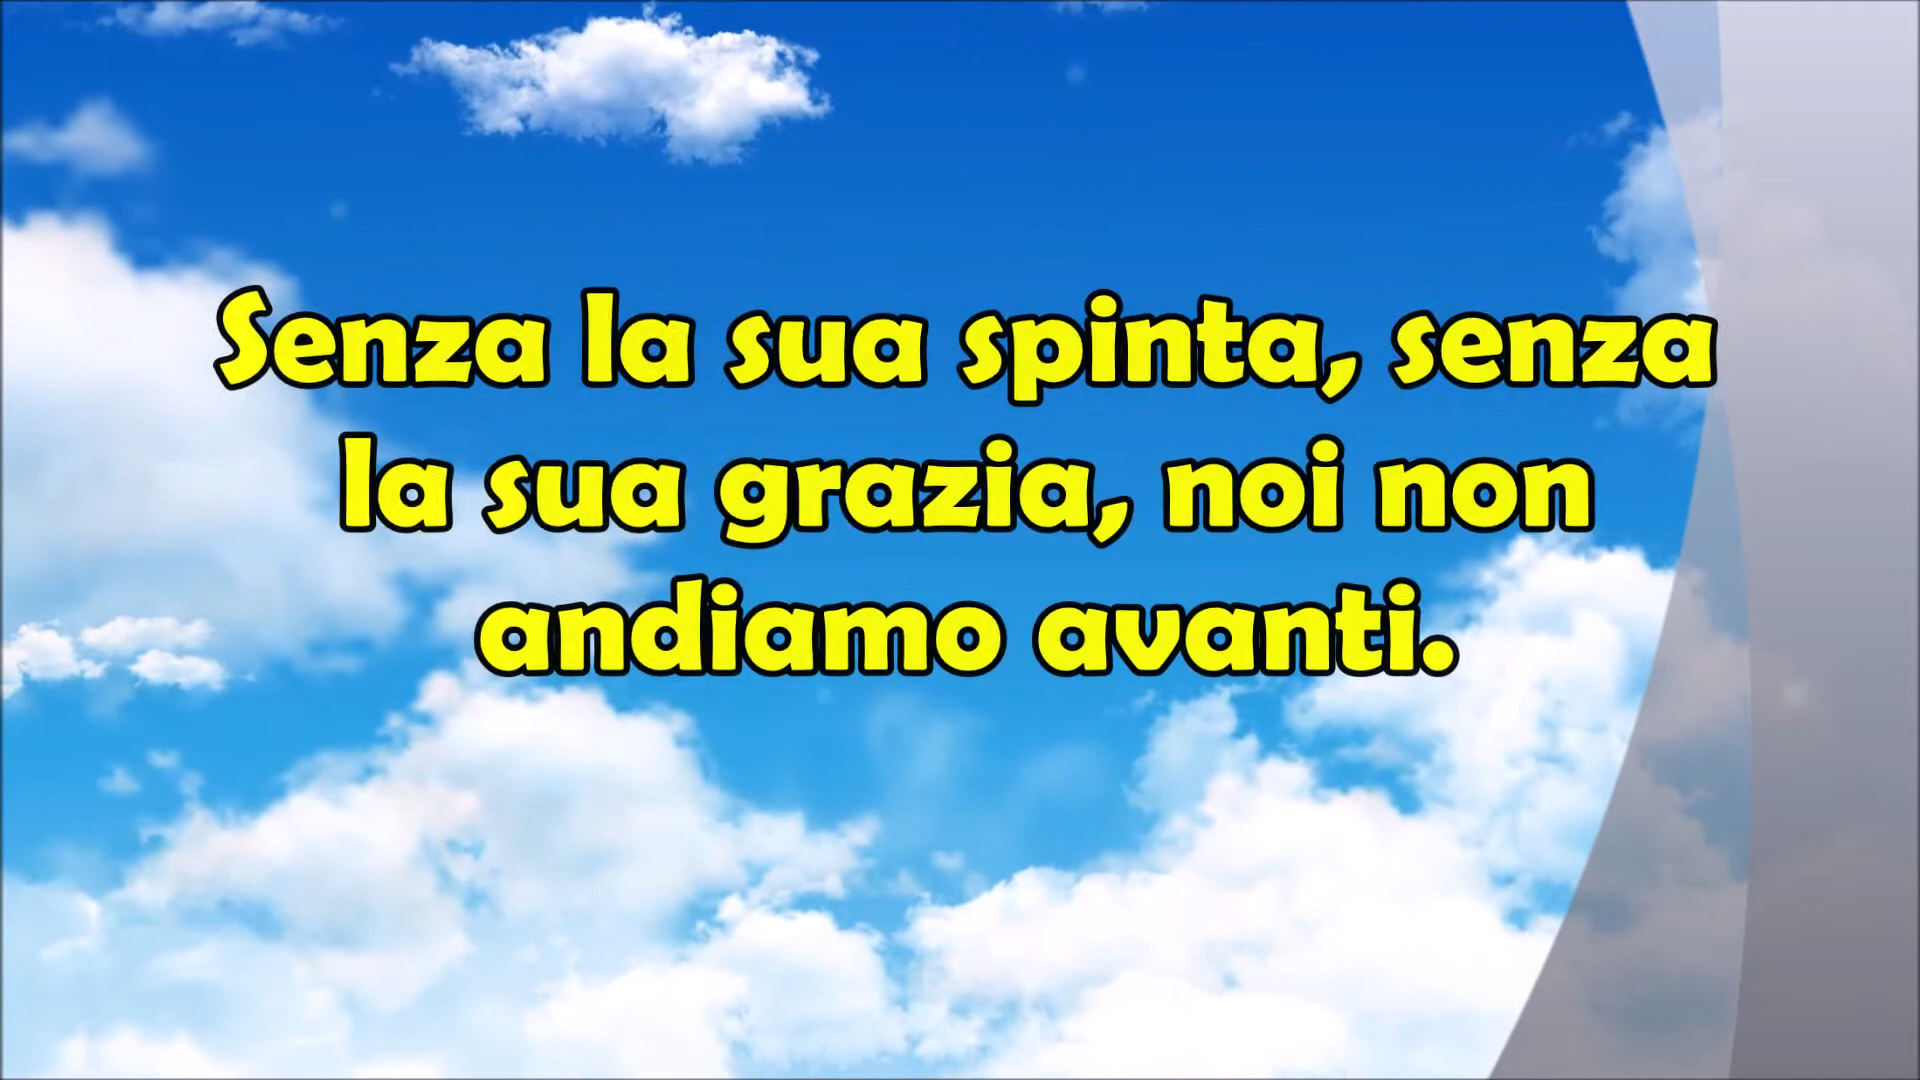 Senza la sua spinta, senza
la sua grazia, noi non
andiamo avanti.